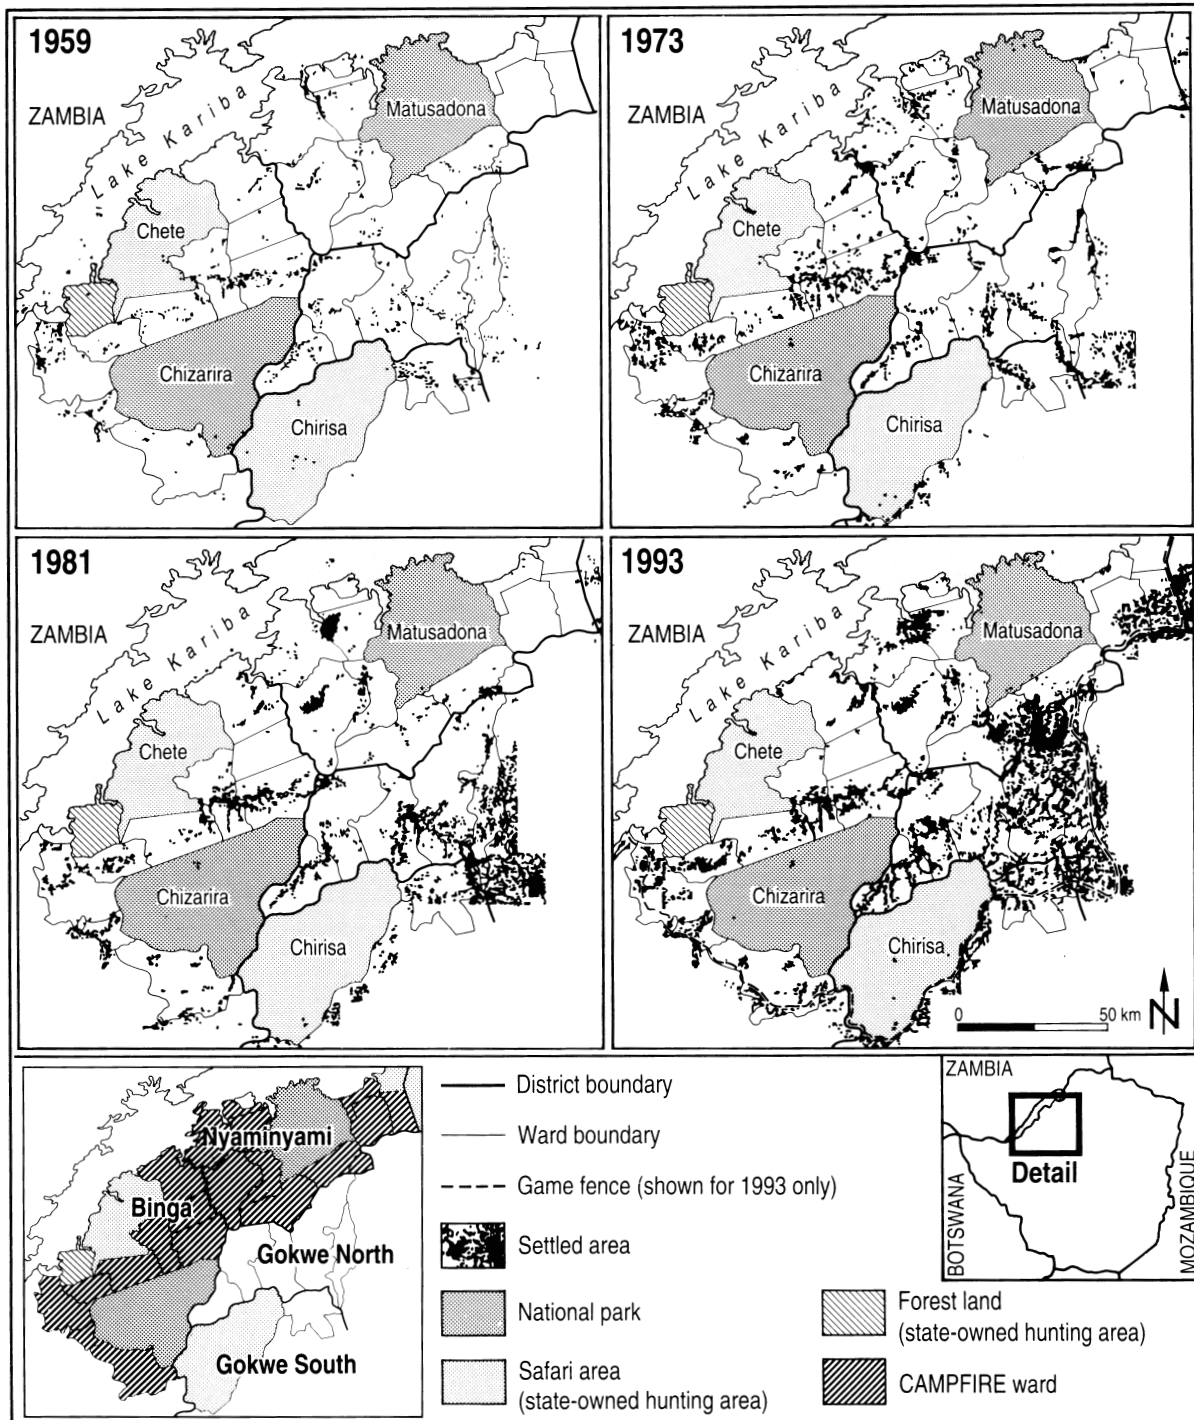 1959
ZAMBIA
Lake Kariba
Matusadona
Chete
Chizarira
Chirisa
1973
ZAMBIA
Lake Kariba
Matusadona
Chete
Chizarira
Chirisa
1981
ZAMBIA
Lake Kariba
Matusadona
Chete
Chizarira
Chirisa
1993
ZAMBIA
Lake Kariba
Matusadona
Chete
Chizarira
Chirisa
0 50 km
N
Nyaminyami
Binga
Gokwe North
Gokwe South
District boundary
Ward boundary
Game fence (shown for 1993 only)
Settled area
National park
Safari area
(state-owned hunting area)
Forest land
(state-owned hunting area)
CAMPFIRE ward
ZAMBIA
Detail
BOTSWANA
MOZAMBIQUE